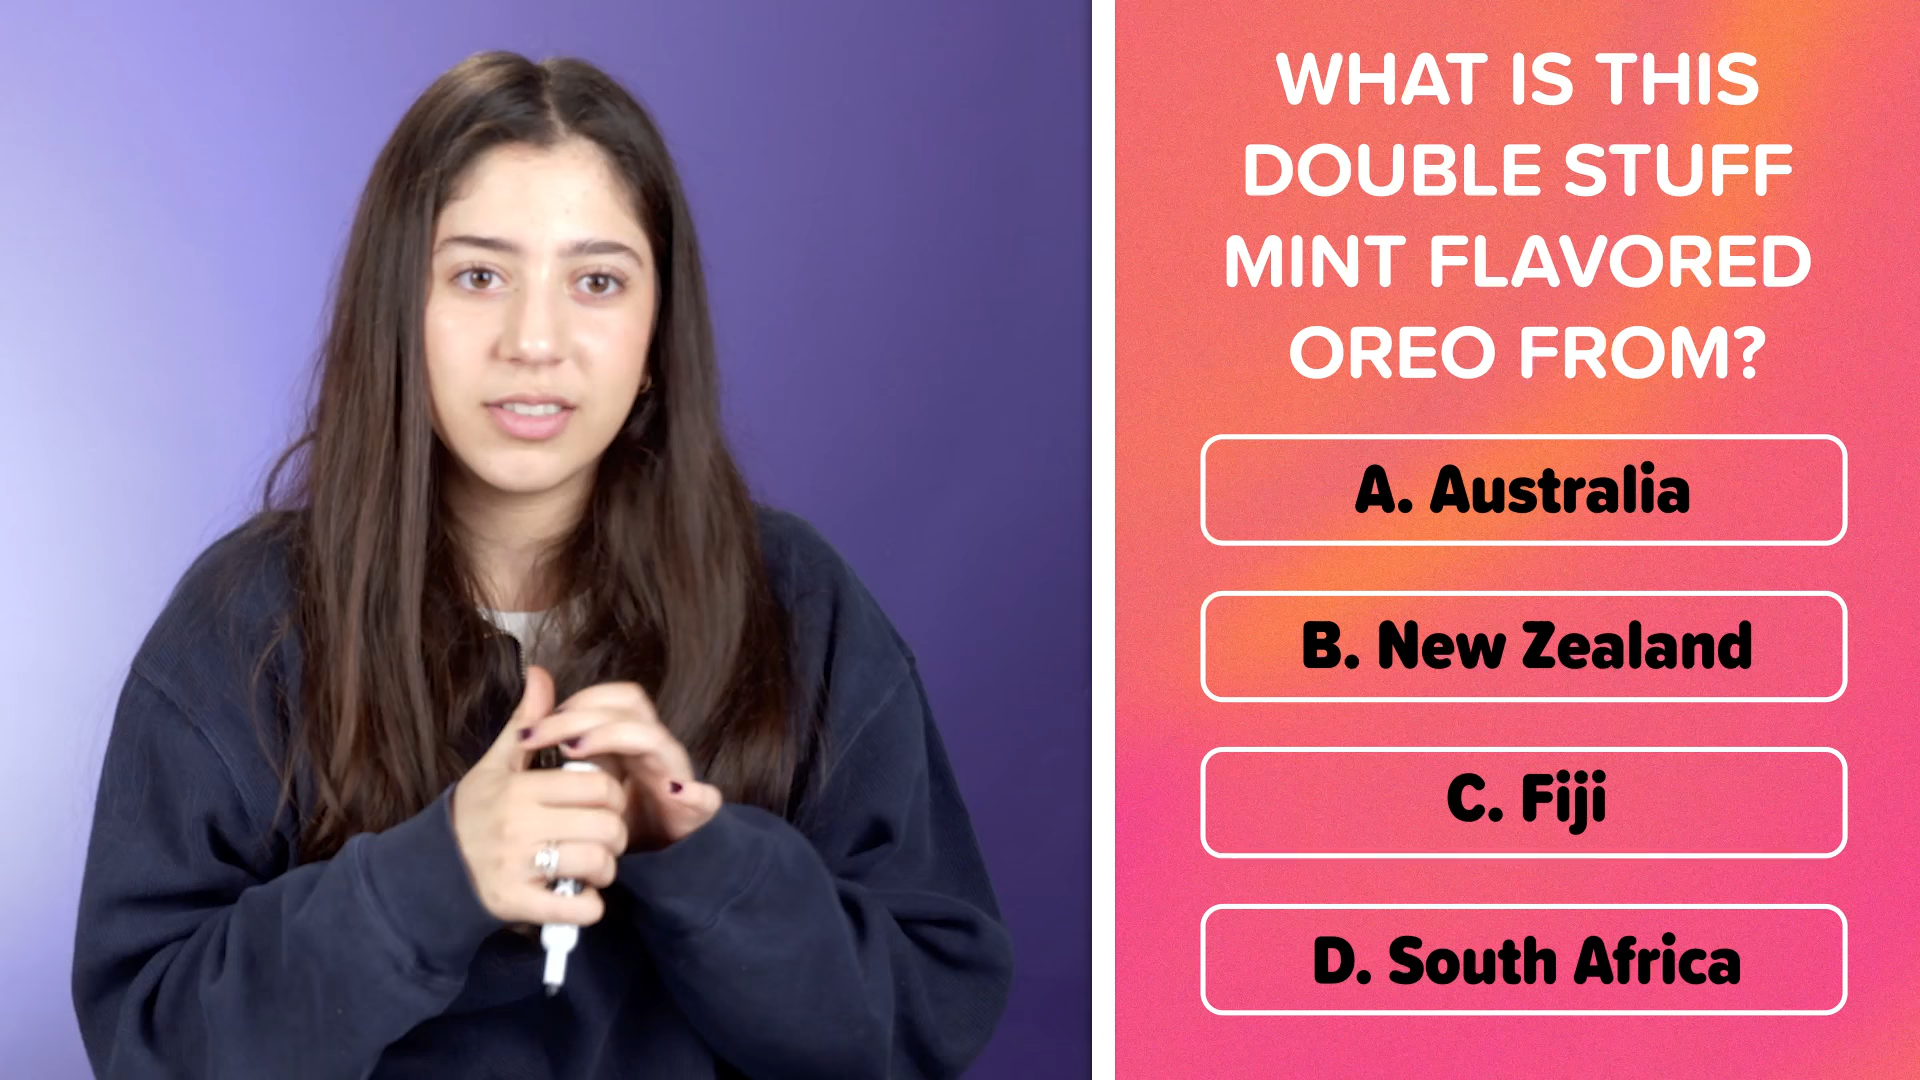 WHAT IS THIS
DOUBLE STUFF
MINT FLAVORED
OREO FROM?
A. Australia
B. New Zealand
C. Fiji
D. South Africa